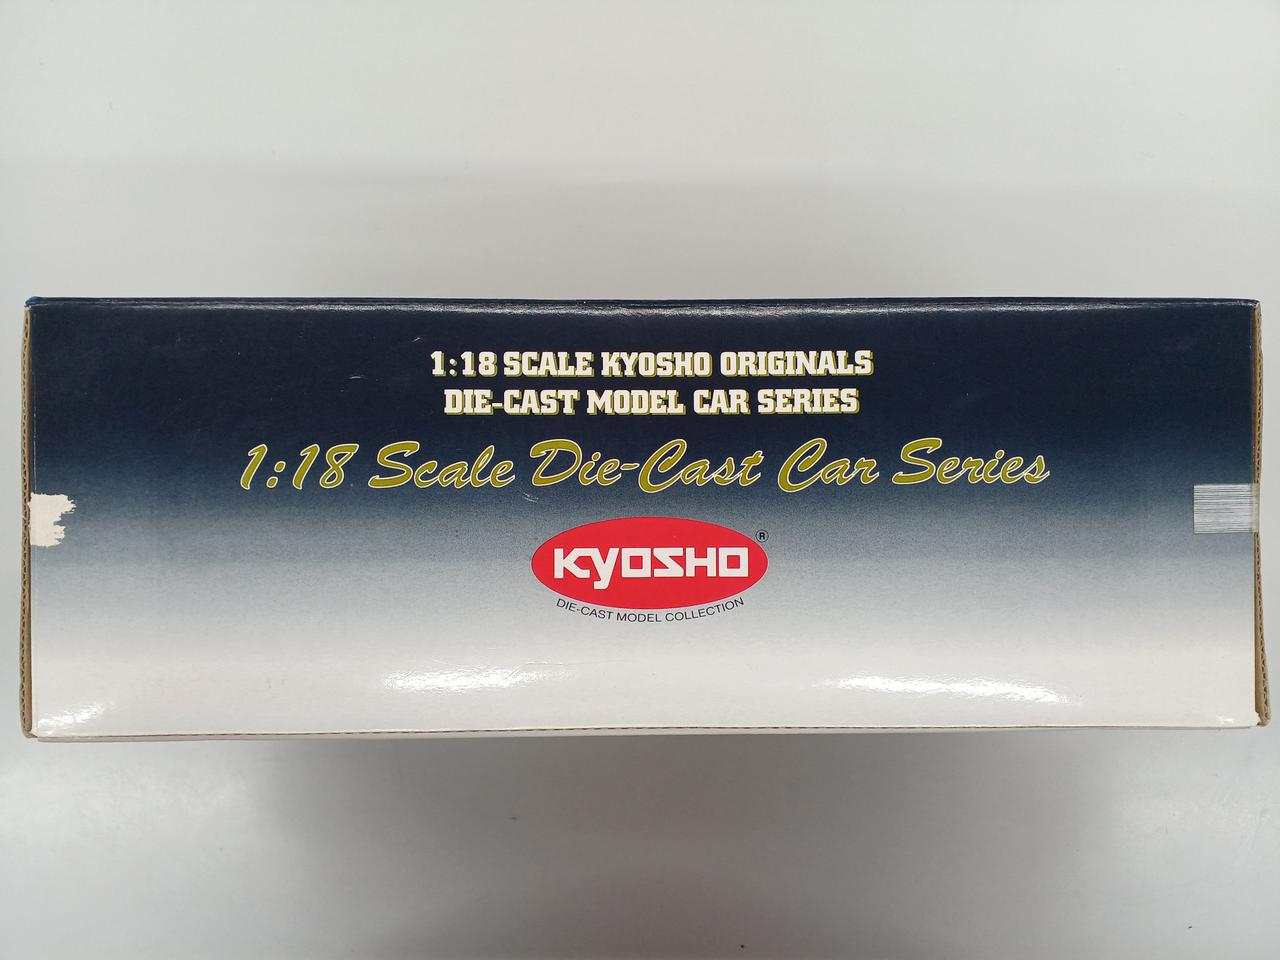 1:18 SCALE KYOSHO ORIGINALS
DIE-CAST MODEL CAR SERIES
1:18 Scale Die-Cast Car Series
KYOSHO ®
DIE-CAST MODEL COLLECTION